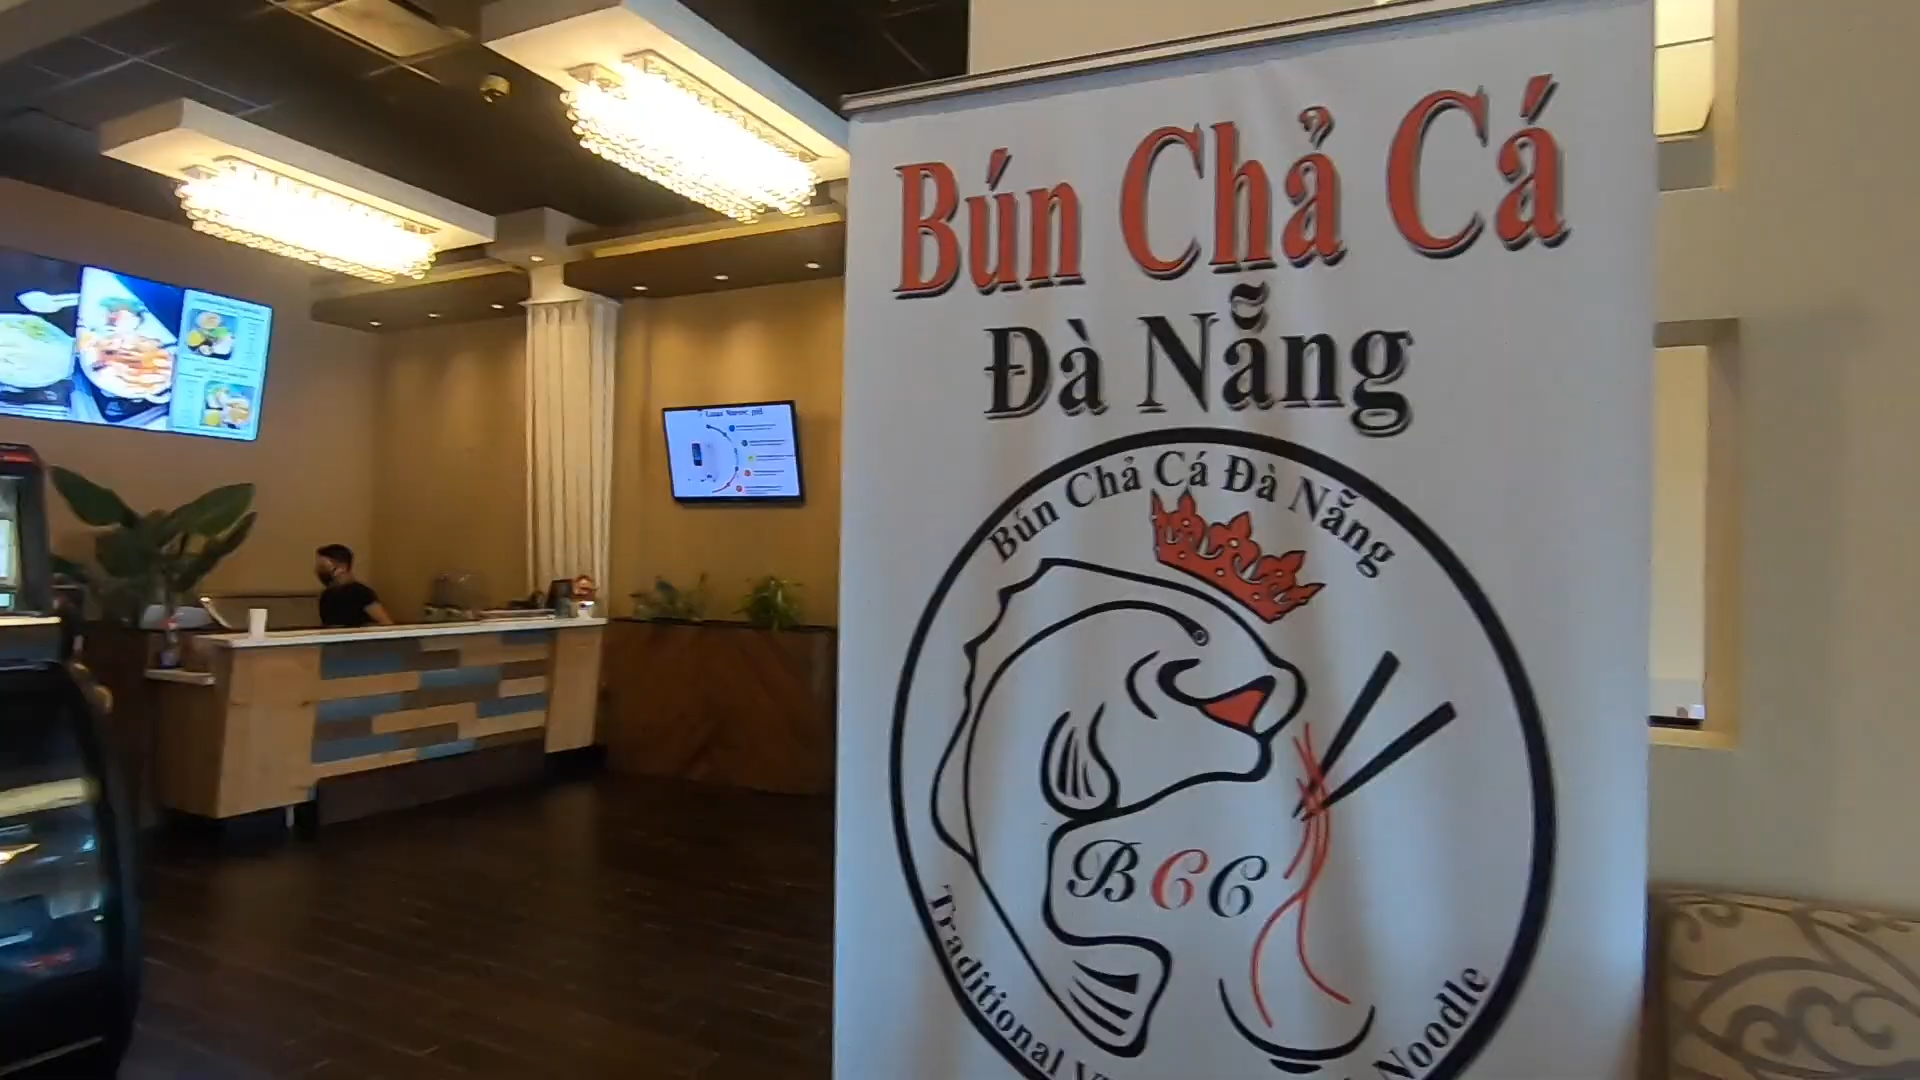 Bún Chả Cá
Đà Nẵng
Bún Chả Cá Đà Nẵng
BCC
Traditional
Noodle